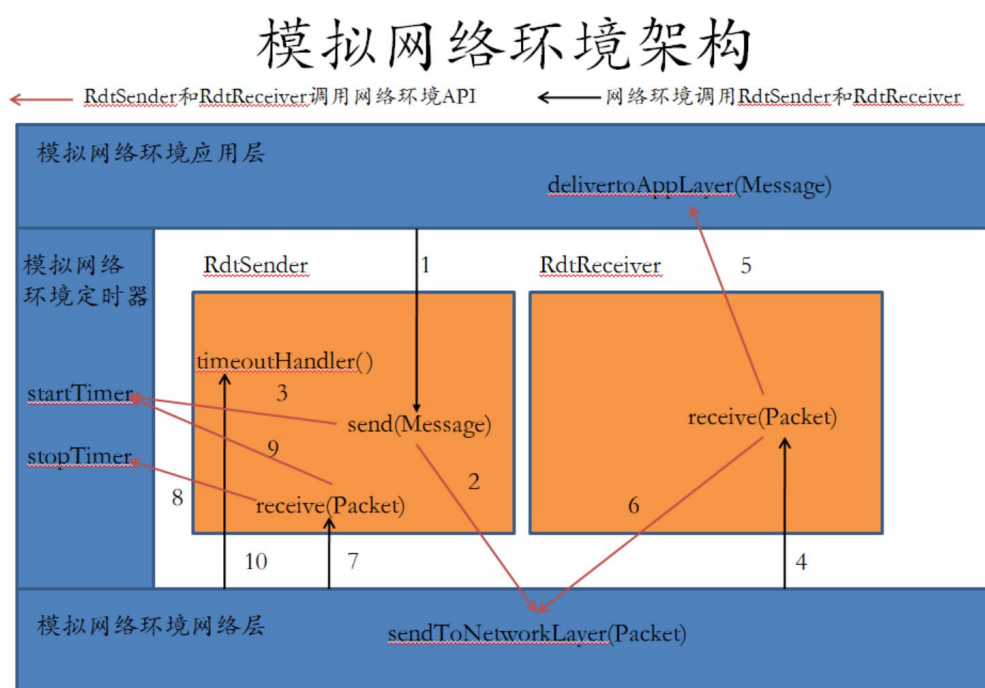 模拟网络环境架构
RdtSender和RdtReceiver调用网络环境API
网络环境调用RdtSender和RdtReceiver
模拟网络环境应用层
delivertoAppLayer(Message)
模拟网络
环境定时器
RdtSender
1
RdtReceiver
5
timeoutHandler()
startTimer
3
send(Message)
receive(Packet)
stopTimer
9
2
8
receive(Packet)
6
10
7
4
模拟网络环境网络层
sendToNetworkLayer(Packet)